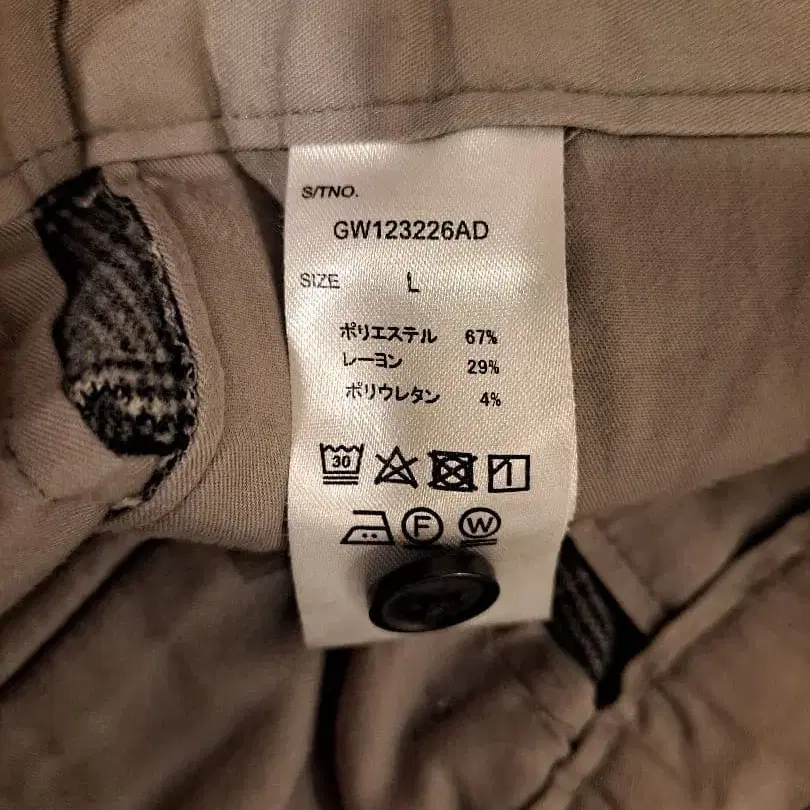 S/TNO.
GW123226AD
SIZE L
ポリエステル 67%
レーヨン 29%
ポリウレタン 4%
30
F W